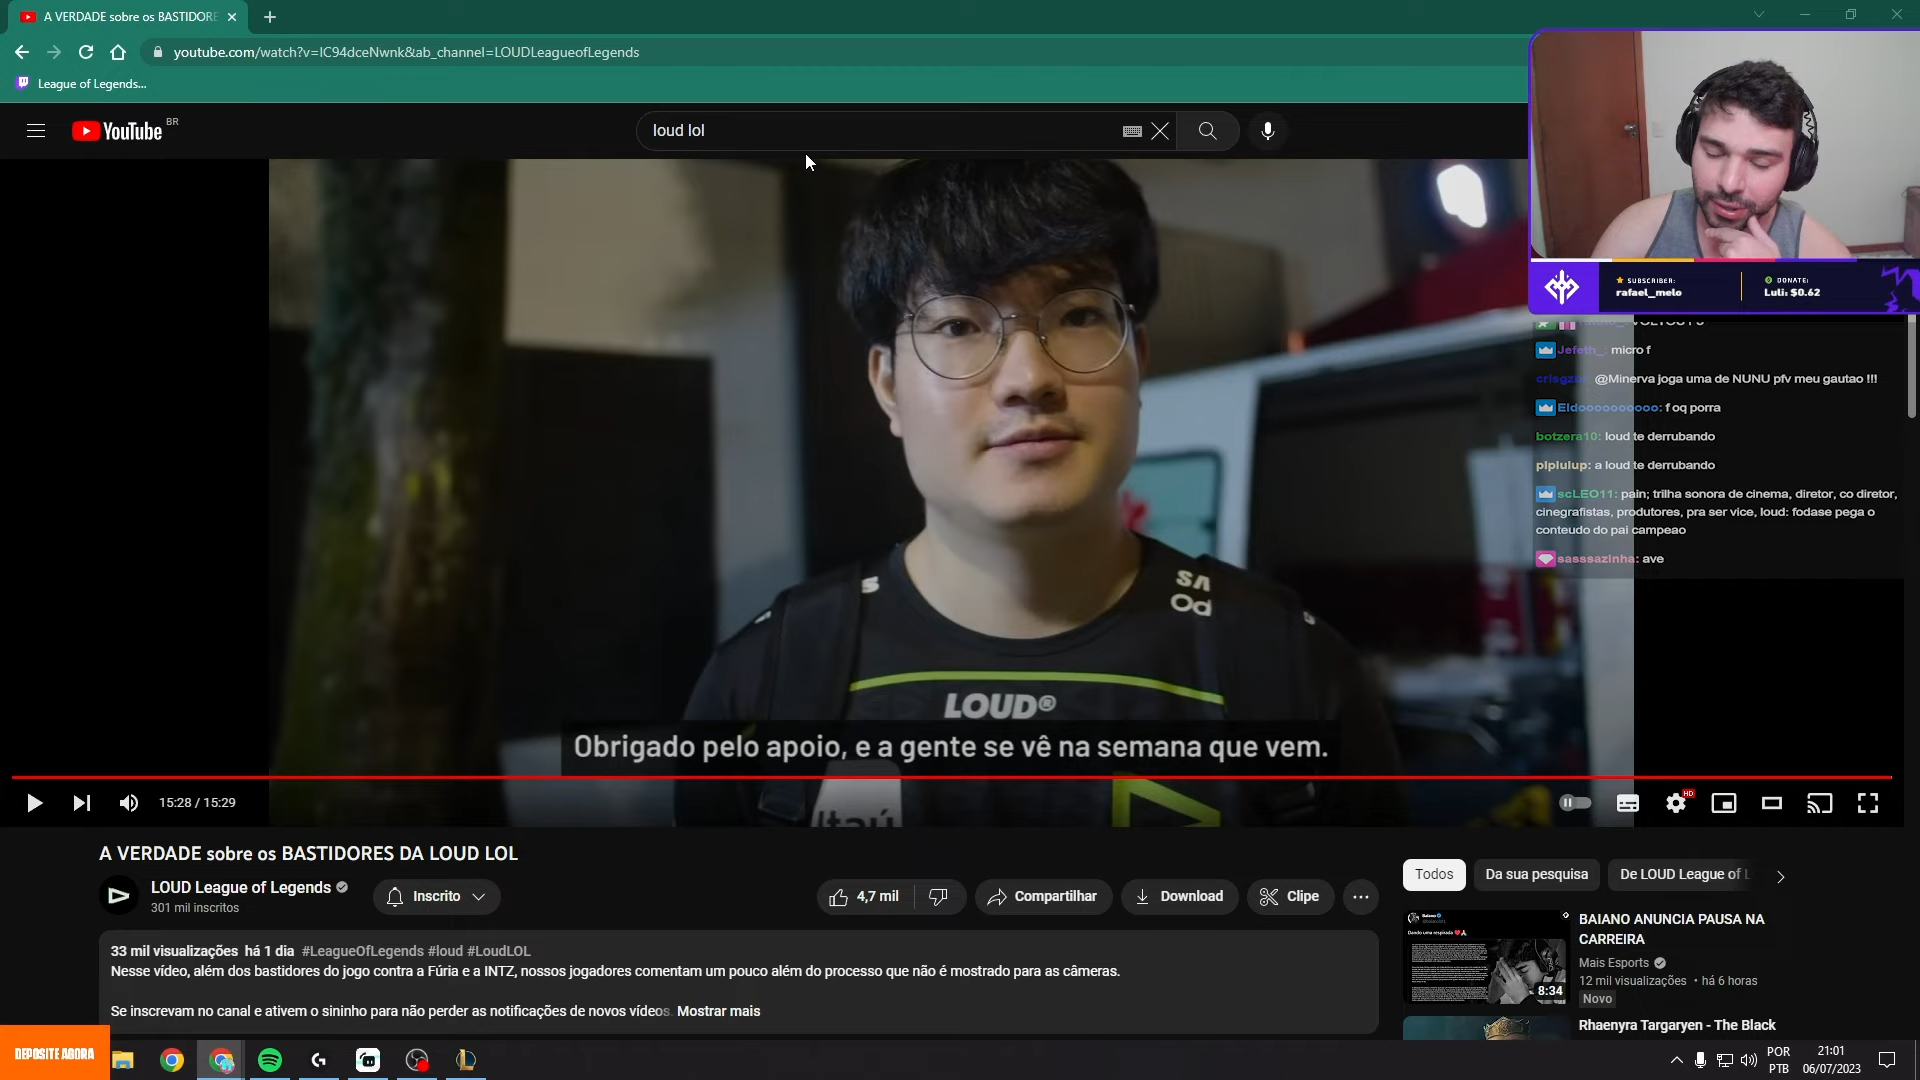 A VERDADE sobre os BASTIDORE
youtube.com/watch?v=IC94dceNwnk&ab_channel=LOUDLeagueofLegends
League of Legends...
YouTube BR
loud lol
SUBSCRIBER:
rafael_melo
DONATE:
Luli: $0.62
Jefeth_: micro f
@Minerva joga uma de NUNU pfv meu gautao !!!
Eldoooooooooo: f oq porra
botzera10: loud te derrubando
piplulup: a loud te derrubando
scLEO11: pain; trilha sonora de cinema, diretor, co diretor,
cinegrafistas, produtores, pra ser vice, loud: fodase pega o
conteudo do pai campeao
sasssazinha: ave
LOUD®
Obrigado pelo apoio, e a gente se vê na semana que vem.
Itaú
15:28 / 15:29
HD
A VERDADE sobre os BASTIDORES DA LOUD LOL
LOUD League of Legends
301 mil inscritos
Inscrito
4,7 mil
Compartilhar
Download
Clipe
33 mil visualizações há 1 dia #LeagueOfLegends #loud #LoudLOL
Nesse vídeo, além dos bastidores do jogo contra a Fúria e a INTZ, nossos jogadores comentam um pouco além do processo que não é mostrado para as câmeras.
Se inscrevam no canal e ativem o sininho para não perder as notificações de novos vídeos. Mostrar mais
Todos
Da sua pesquisa
De LOUD League of L
8:34
BAIANO ANUNCIA PAUSA NA
CARREIRA
Mais Esports
12 mil visualizações • há 6 horas
Novo
Rhaenyra Targaryen - The Black
DEPOSITE AGORA
POR
PTB
21:01
06/07/2023